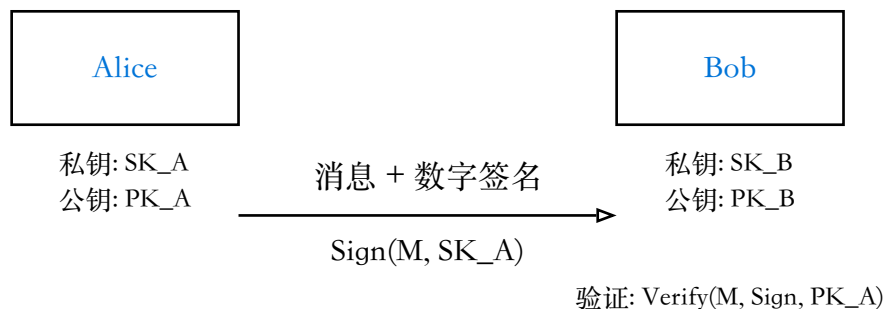 Alice
私钥: SK_A
公钥: PK_A
消息 + 数字签名
Sign(M, SK_A)
Bob
私钥: SK_B
公钥: PK_B
验证: Verify(M, Sign, PK_A)